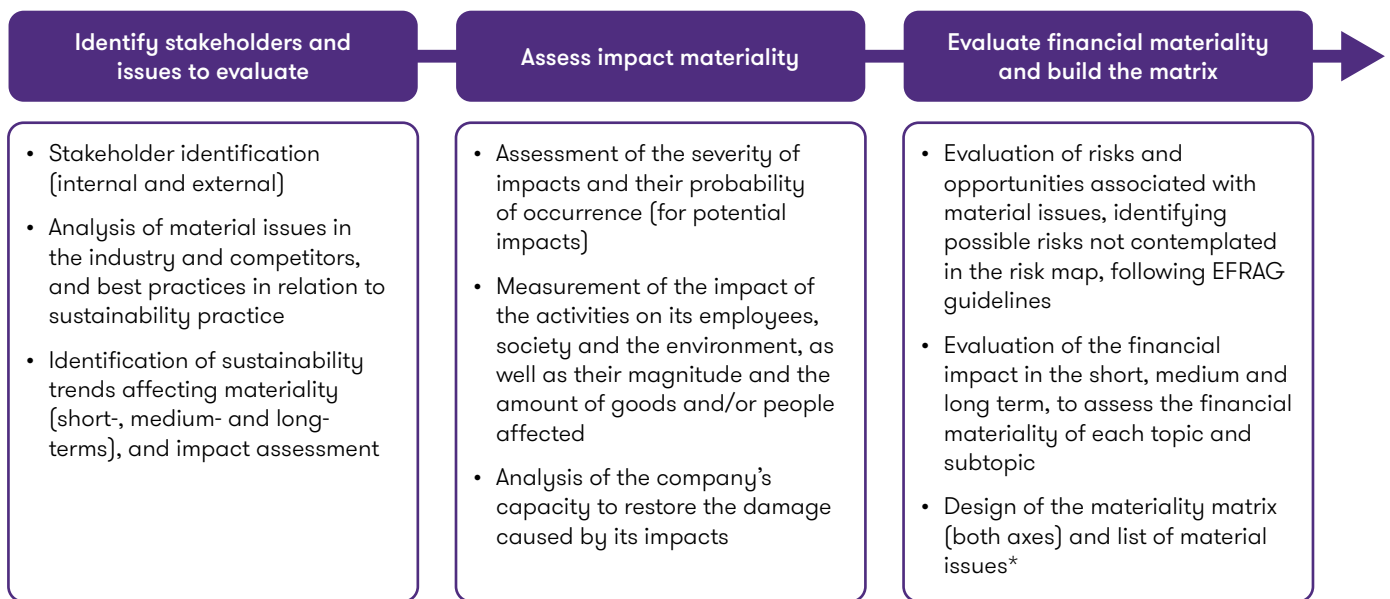 Identify stakeholders and
issues to evaluate
• Stakeholder identification
(internal and external)
• Analysis of material issues in
the industry and competitors,
and best practices in relation to
sustainability practice
• Identification of sustainability
trends affecting materiality
(short-, medium- and long-
terms), and impact assessment
Assess impact materiality
• Assessment of the severity of
impacts and their probability
of occurrence (for potential
impacts)
• Measurement of the impact of
the activities on its employees,
society and the environment, as
well as their magnitude and the
amount of goods and/or people
affected
• Analysis of the company’s
capacity to restore the damage
caused by its impacts
Evaluate financial materiality
and build the matrix
• Evaluation of risks and
opportunities associated with
material issues, identifying
possible risks not contemplated
in the risk map, following EFRAG
guidelines
• Evaluation of the financial
impact in the short, medium and
long term, to assess the financial
materiality of each topic and
subtopic
• Design of the materiality matrix
(both axes) and list of material
issues*